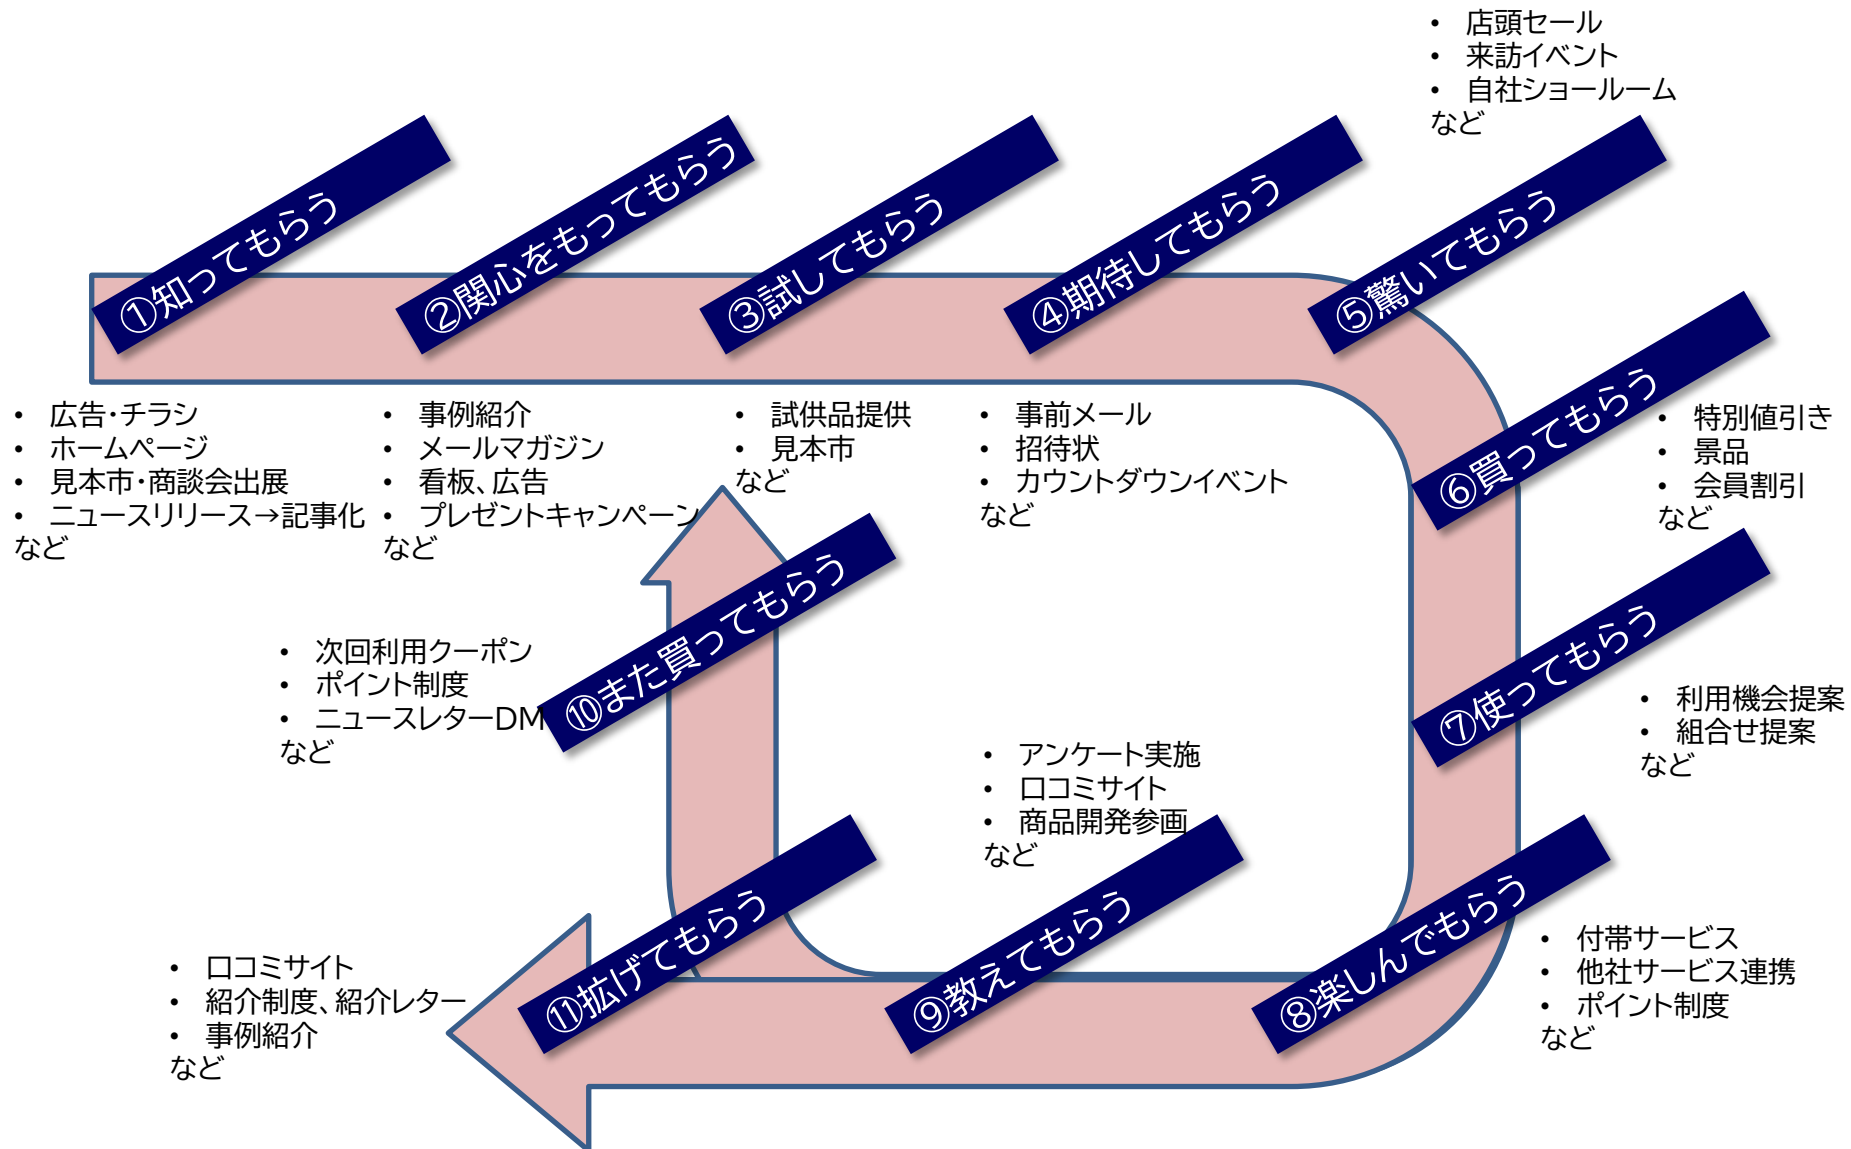 • 店頭セール
• 来訪イベント
• 自社ショールーム
など
①知ってもらう
②関心をもってもらう
③試してもらう
④期待してもらう
⑤驚いてもらう
• 広告・チラシ
• ホームページ
• 見本市・商談会出展
• ニュースリリース→記事化
など
• 事例紹介
• メールマガジン
• 看板、広告
• プレゼントキャンペーン
など
• 試供品提供
• 見本市
など
• 事前メール
• 招待状
• カウントダウンイベント
など
⑥買ってもらう
• 特別値引き
• 景品
• 会員割引
など
⑦使ってもらう
• 利用機会提案
• 組合せ提案
など
⑧楽しんでもらう
• 付帯サービス
• 他社サービス連携
• ポイント制度
など
⑨教えてもらう
• アンケート実施
• 口コミサイト
• 商品開発参画
など
⑩また買ってもらう
• 次回利用クーポン
• ポイント制度
• ニュースレターDM
など
⑪拡げてもらう
• 口コミサイト
• 紹介制度、紹介レター
• 事例紹介
など